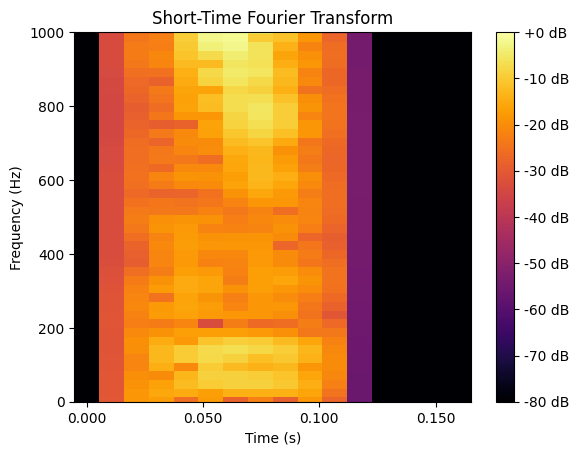 Short-Time Fourier Transform
Frequency (Hz)
1000
800
600
400
200
0
0.000
0.050
0.100
0.150
Time (s)
+0 dB
-10 dB
-20 dB
-30 dB
-40 dB
-50 dB
-60 dB
-70 dB
-80 dB